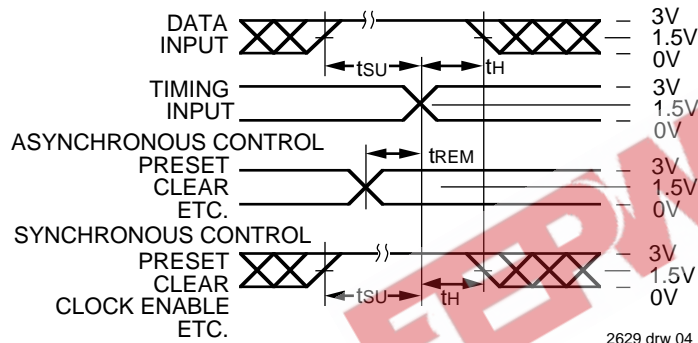 DATA INPUT
3V
1.5V
0V
tSU
tH
TIMING INPUT
3V
1.5V
0V
ASYNCHRONOUS CONTROL
PRESET
CLEAR
ETC.
tREM
3V
1.5V
0V
SYNCHRONOUS CONTROL
PRESET
CLEAR
CLOCK ENABLE
ETC.
tSU
tH
3V
1.5V
0V
2629 drw 04